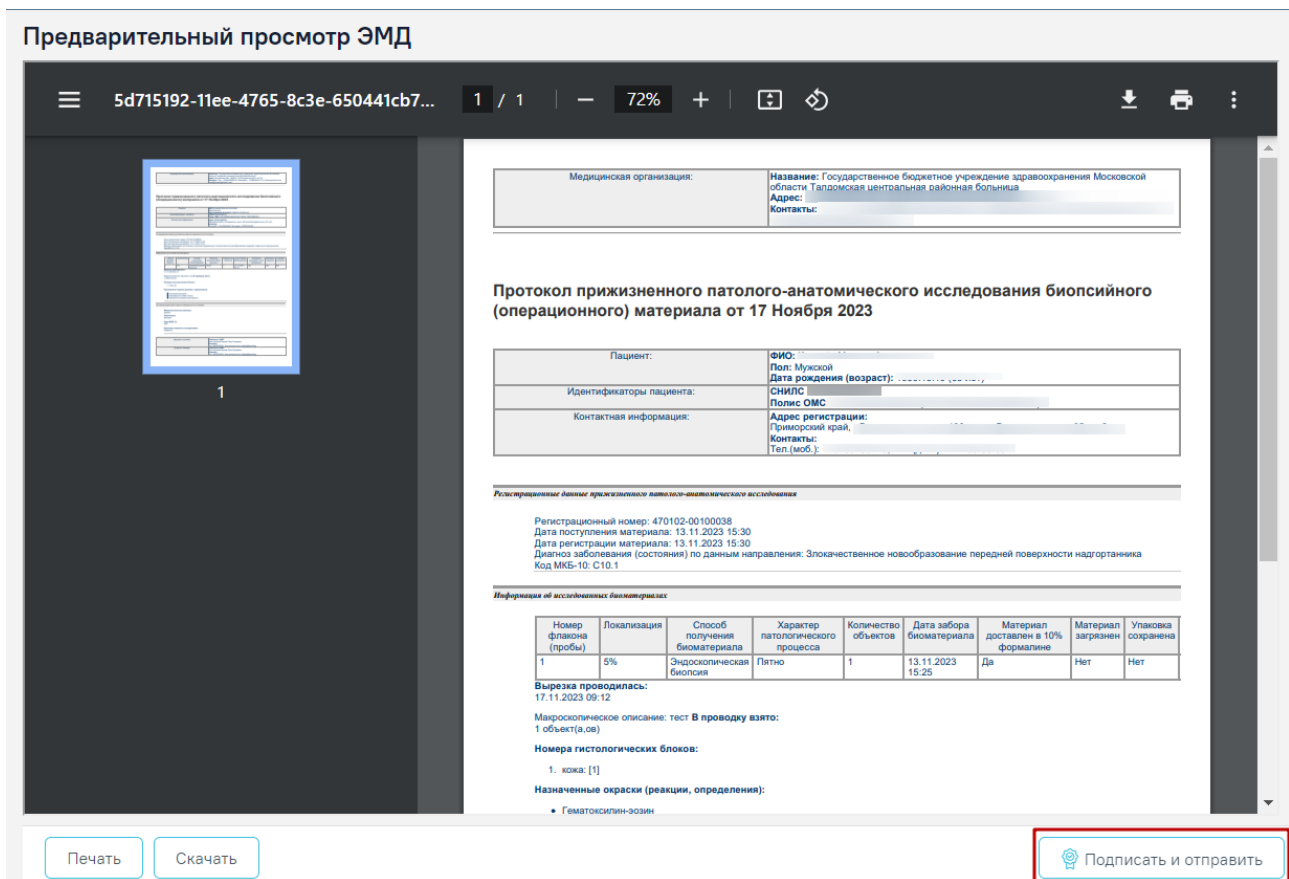 Предварительный просмотр ЭМД
5d715192-11ee-4765-8c3e-650441cb7... 1 / 1 72%
1
Медицинская организация:
Название: Государственное бюджетное учреждение здравоохранения Московской
области Талдомская центральная районная больница
Адрес:
Контакты:
Протокол прижизненного патолого-анатомического исследования биопсийного
(операционного) материала от 17 Ноября 2023
Пациент:
ФИО:
Пол: Мужской
Дата рождения (возраст):
Идентификаторы пациента:
СНИЛС
Полис ОМС
Контактная информация:
Адрес регистрации:
Приморский край,
Контакты:
Тел.(моб.):
Регистрационные данные прижизненного патолого-анатомического исследования
Регистрационный номер: 470102-00100038
Дата поступления материала: 13.11.2023 15:30
Дата регистрации материала: 13.11.2023 15:30
Диагноз заболевания (состояния) по данным направления: Злокачественное новообразование передней поверхности надгортанника
Код МКБ-10: C10.1
Информация об исследованных биоматериалах
Номер флакона (пробы) Локализация Способ получения биоматериала Характер патологического процесса Количество объектов Дата забора биоматериала Материал доставлен в 10% формалине Материал загрязнен Упаковка сохранена
1 5% Эндоскопическая биопсия Пятно 1 13.11.2023 15:25 Да Нет Нет
Вырезка проводилась:
17.11.2023 09:12
Макроскопическое описание: тест В проводку взято:
1 объект(а,ов)
Номера гистологических блоков:
1. кожа: [1]
Назначенные окраски (реакции, определения):
• Гематоксилин-эозин
Печать
Скачать
Подписать и отправить